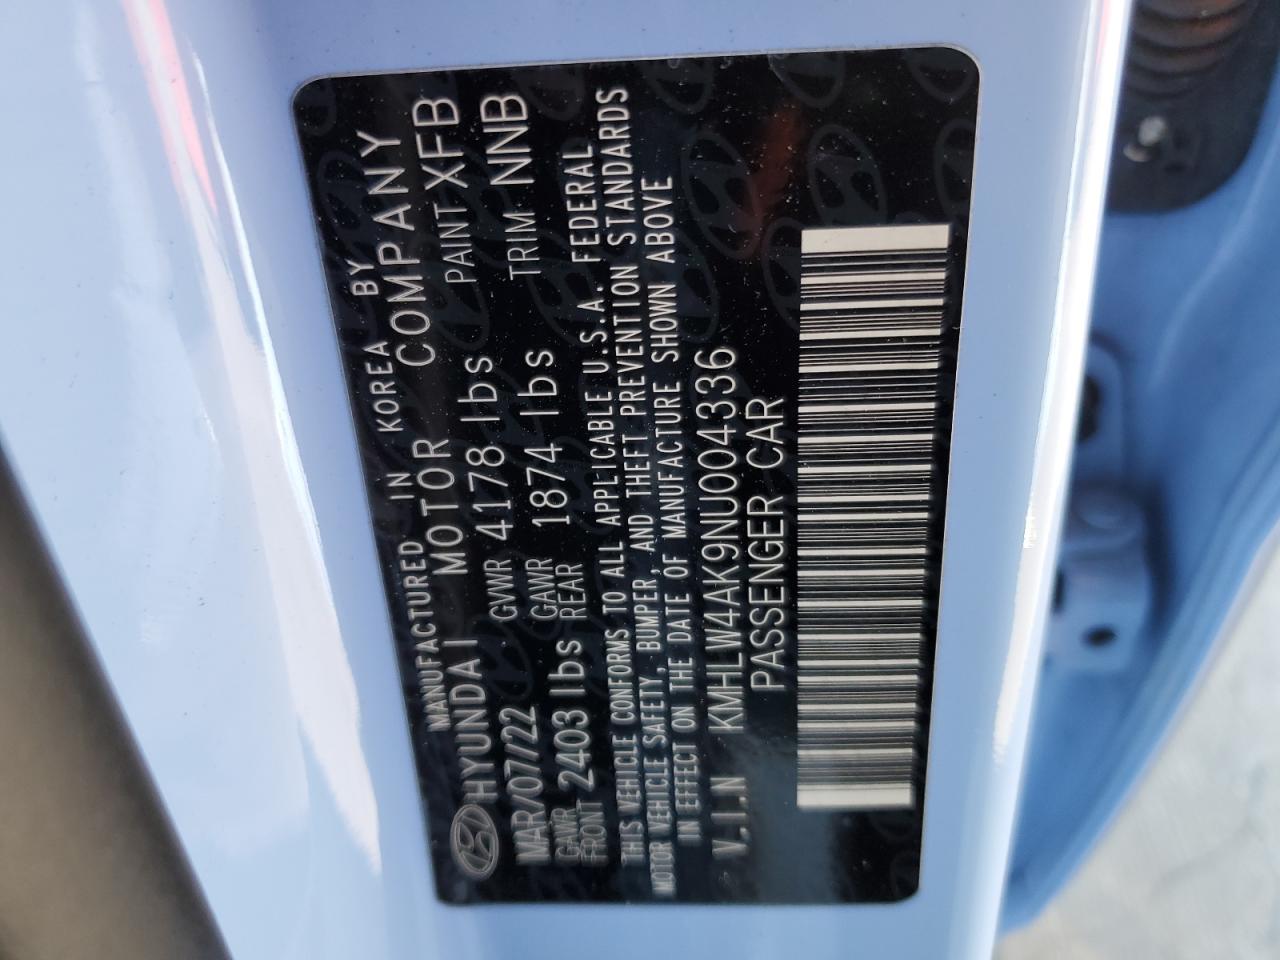 MANUFACTURED IN KOREA BY
HYUNDAI MOTOR COMPANY
MAR/07/22 GVWR 4178 lbs PAINT XFB
GAWR FRONT 2403 lbs GAWR REAR 1874 lbs TRIM NNB
THIS VEHICLE CONFORMS TO ALL APPLICABLE U.S.A. FEDERAL
MOTOR VEHICLE SAFETY, BUMPER, AND THEFT PREVENTION STANDARDS
IN EFFECT ON THE DATE OF MANUFACTURE SHOWN ABOVE
V.I.N KMHLW4AK9NU004336
PASSENGER CAR